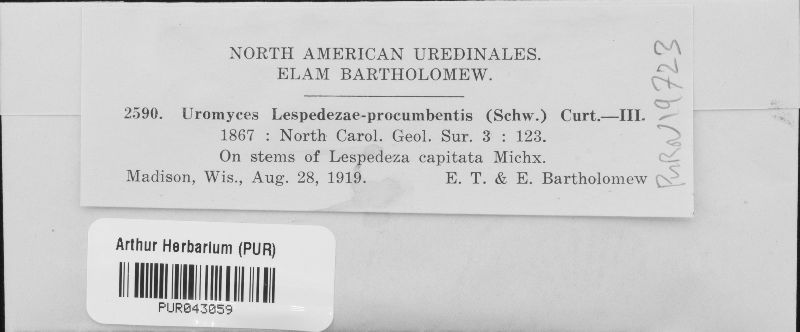 NORTH AMERICAN UREDINALES.
ELAM BARTHOLOMEW.
2590. Uromyces Lespedezae-procumbentis (Schw.) Curt.—III.
1867 : North Carol. Geol. Sur. 3 : 123.
On stems of Lespedeza capitata Michx.
Madison, Wis., Aug. 28, 1919. E. T. & E. Bartholomew
PURN19723
Arthur Herbarium (PUR)
PUR043059